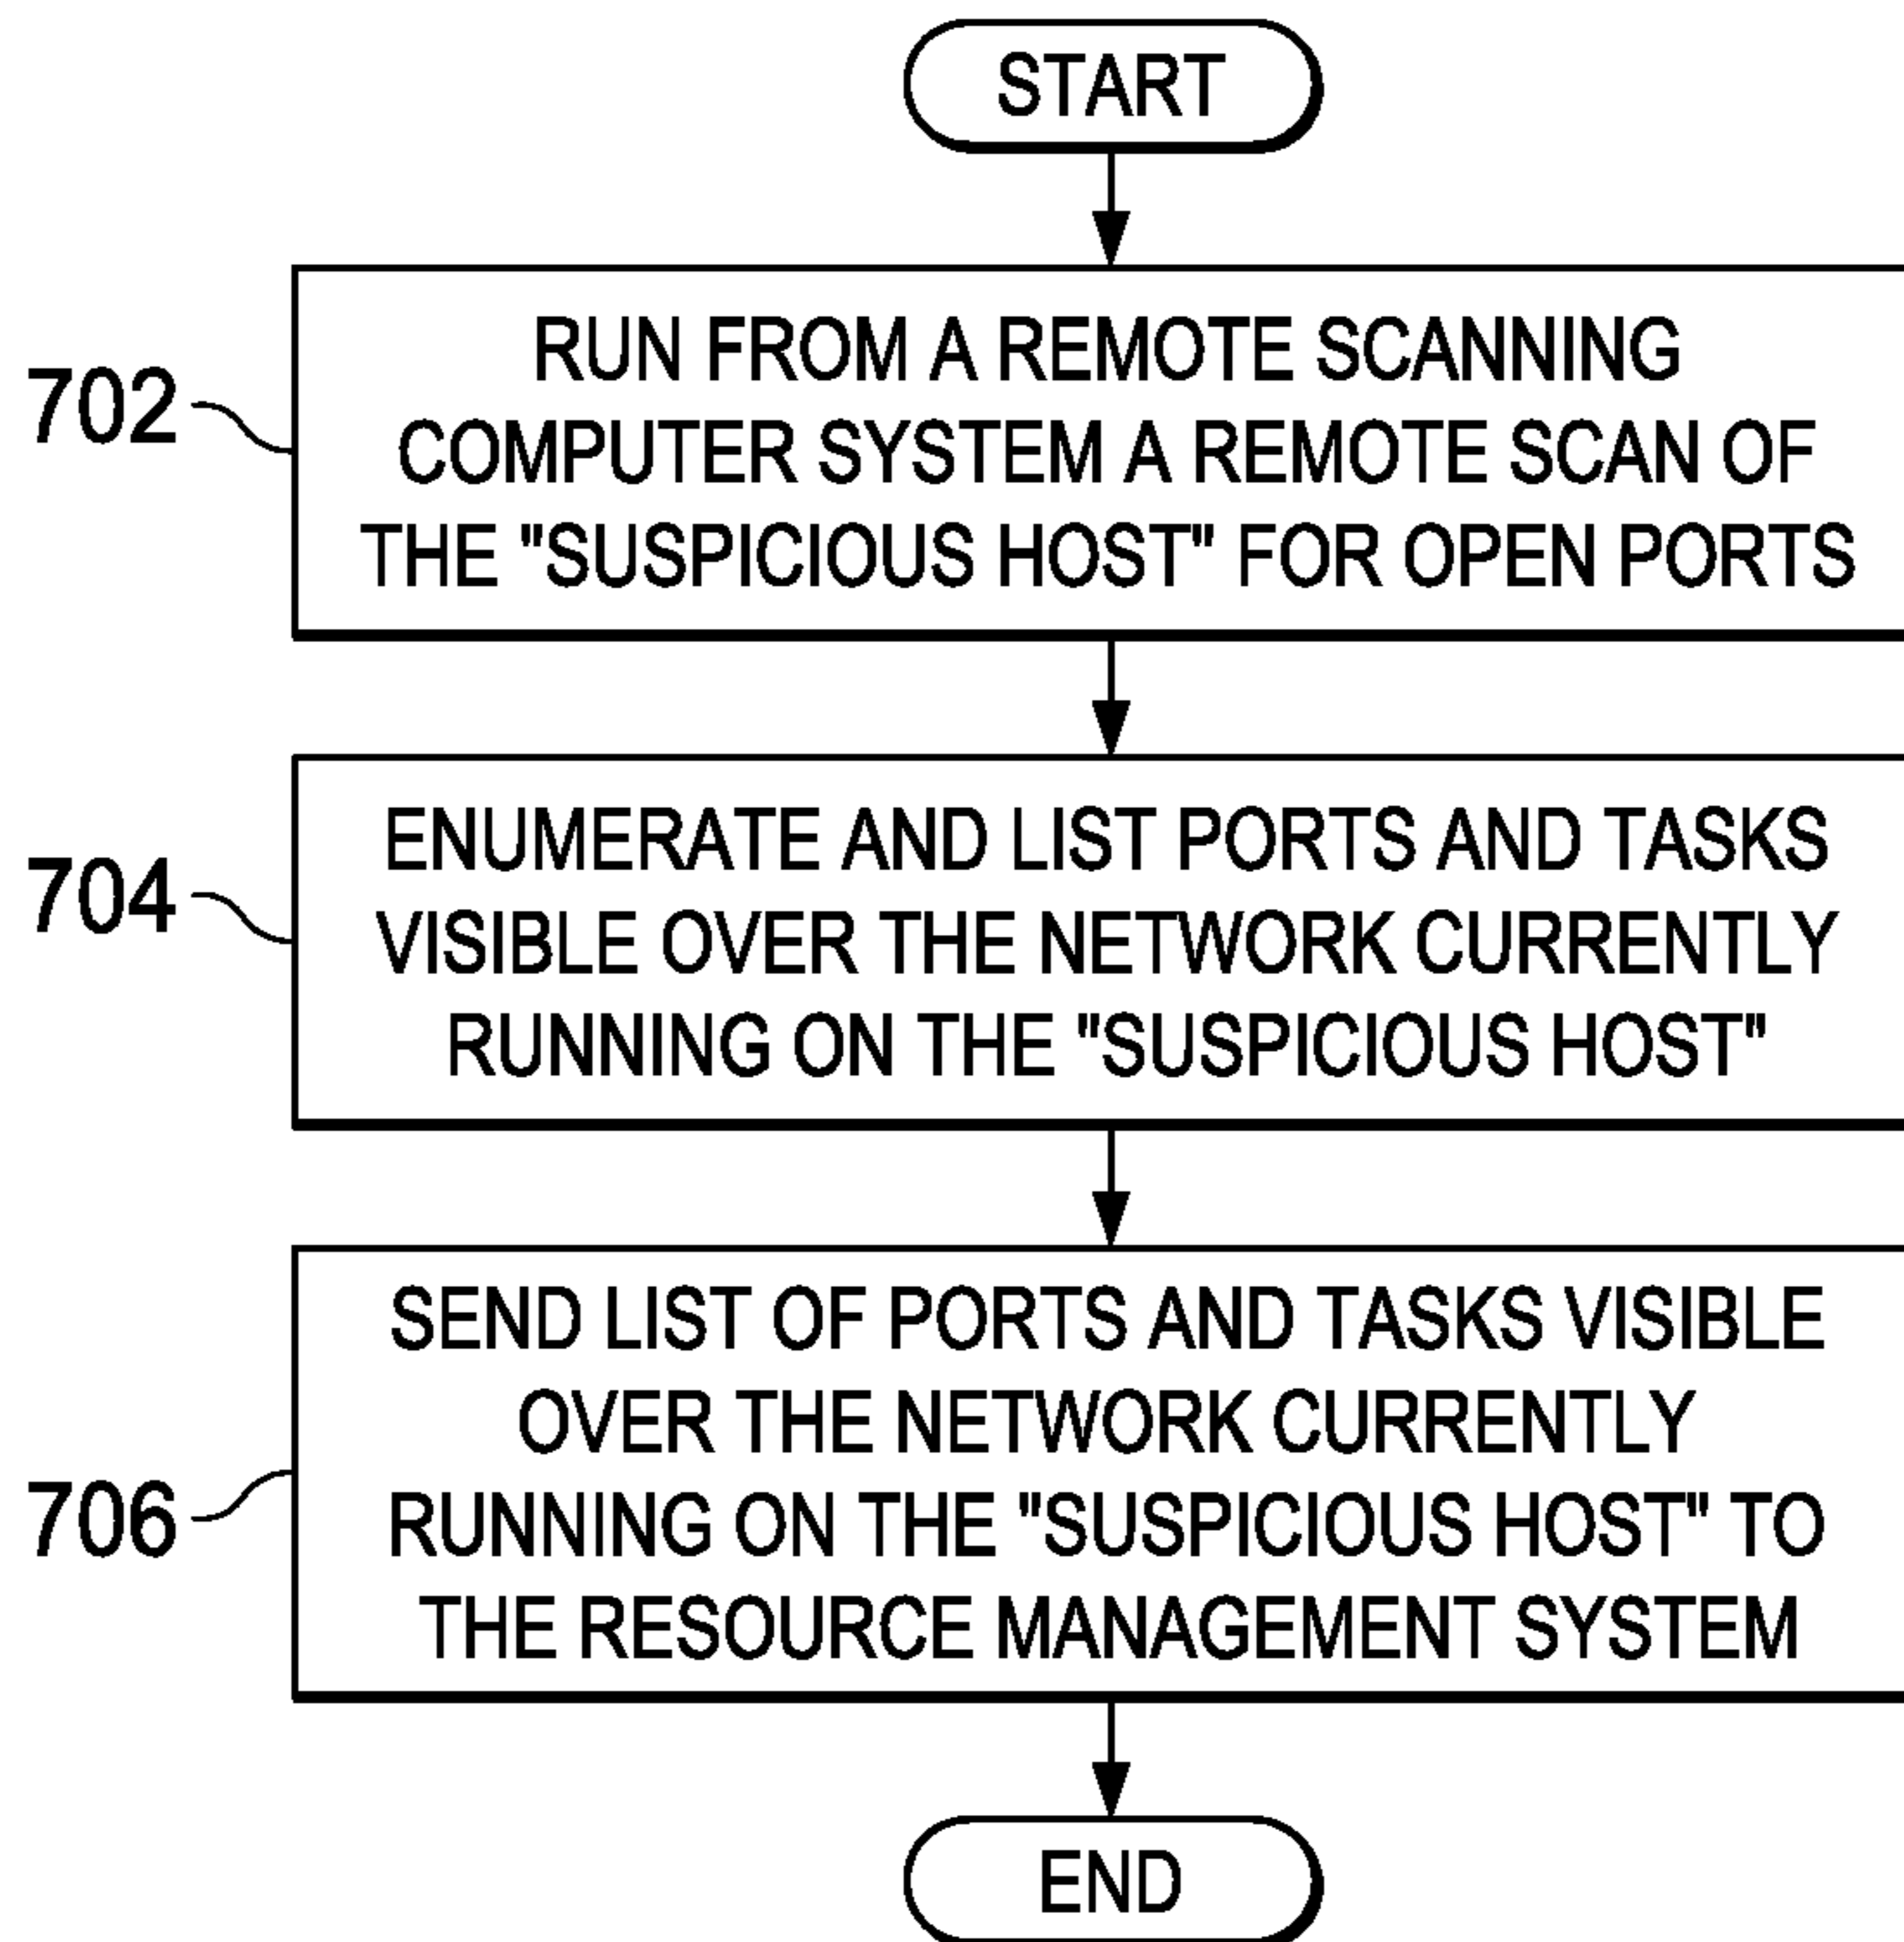 START
702
RUN FROM A REMOTE SCANNING
COMPUTER SYSTEM A REMOTE SCAN OF
THE "SUSPICIOUS HOST" FOR OPEN PORTS
704
ENUMERATE AND LIST PORTS AND TASKS
VISIBLE OVER THE NETWORK CURRENTLY
RUNNING ON THE "SUSPICIOUS HOST"
706
SEND LIST OF PORTS AND TASKS VISIBLE
OVER THE NETWORK CURRENTLY
RUNNING ON THE "SUSPICIOUS HOST" TO
THE RESOURCE MANAGEMENT SYSTEM
END